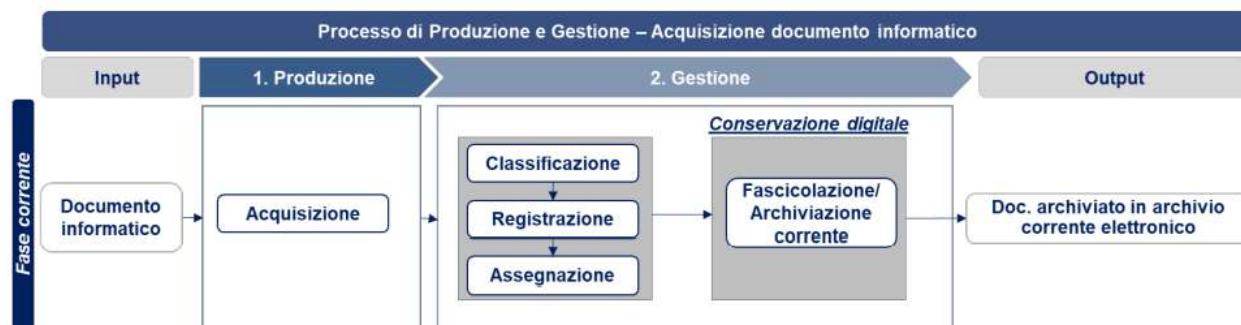 Processo di Produzione e Gestione – Acquisizione documento informatico
Input
1. Produzione
2. Gestione
Output
Fase corrente
Documento
informatico
Acquisizione
Classificazione
Registrazione
Assegnazione
Conservazione digitale
Fascicolazione/
Archiviazione
corrente
Doc. archiviato in archivio
corrente elettronico